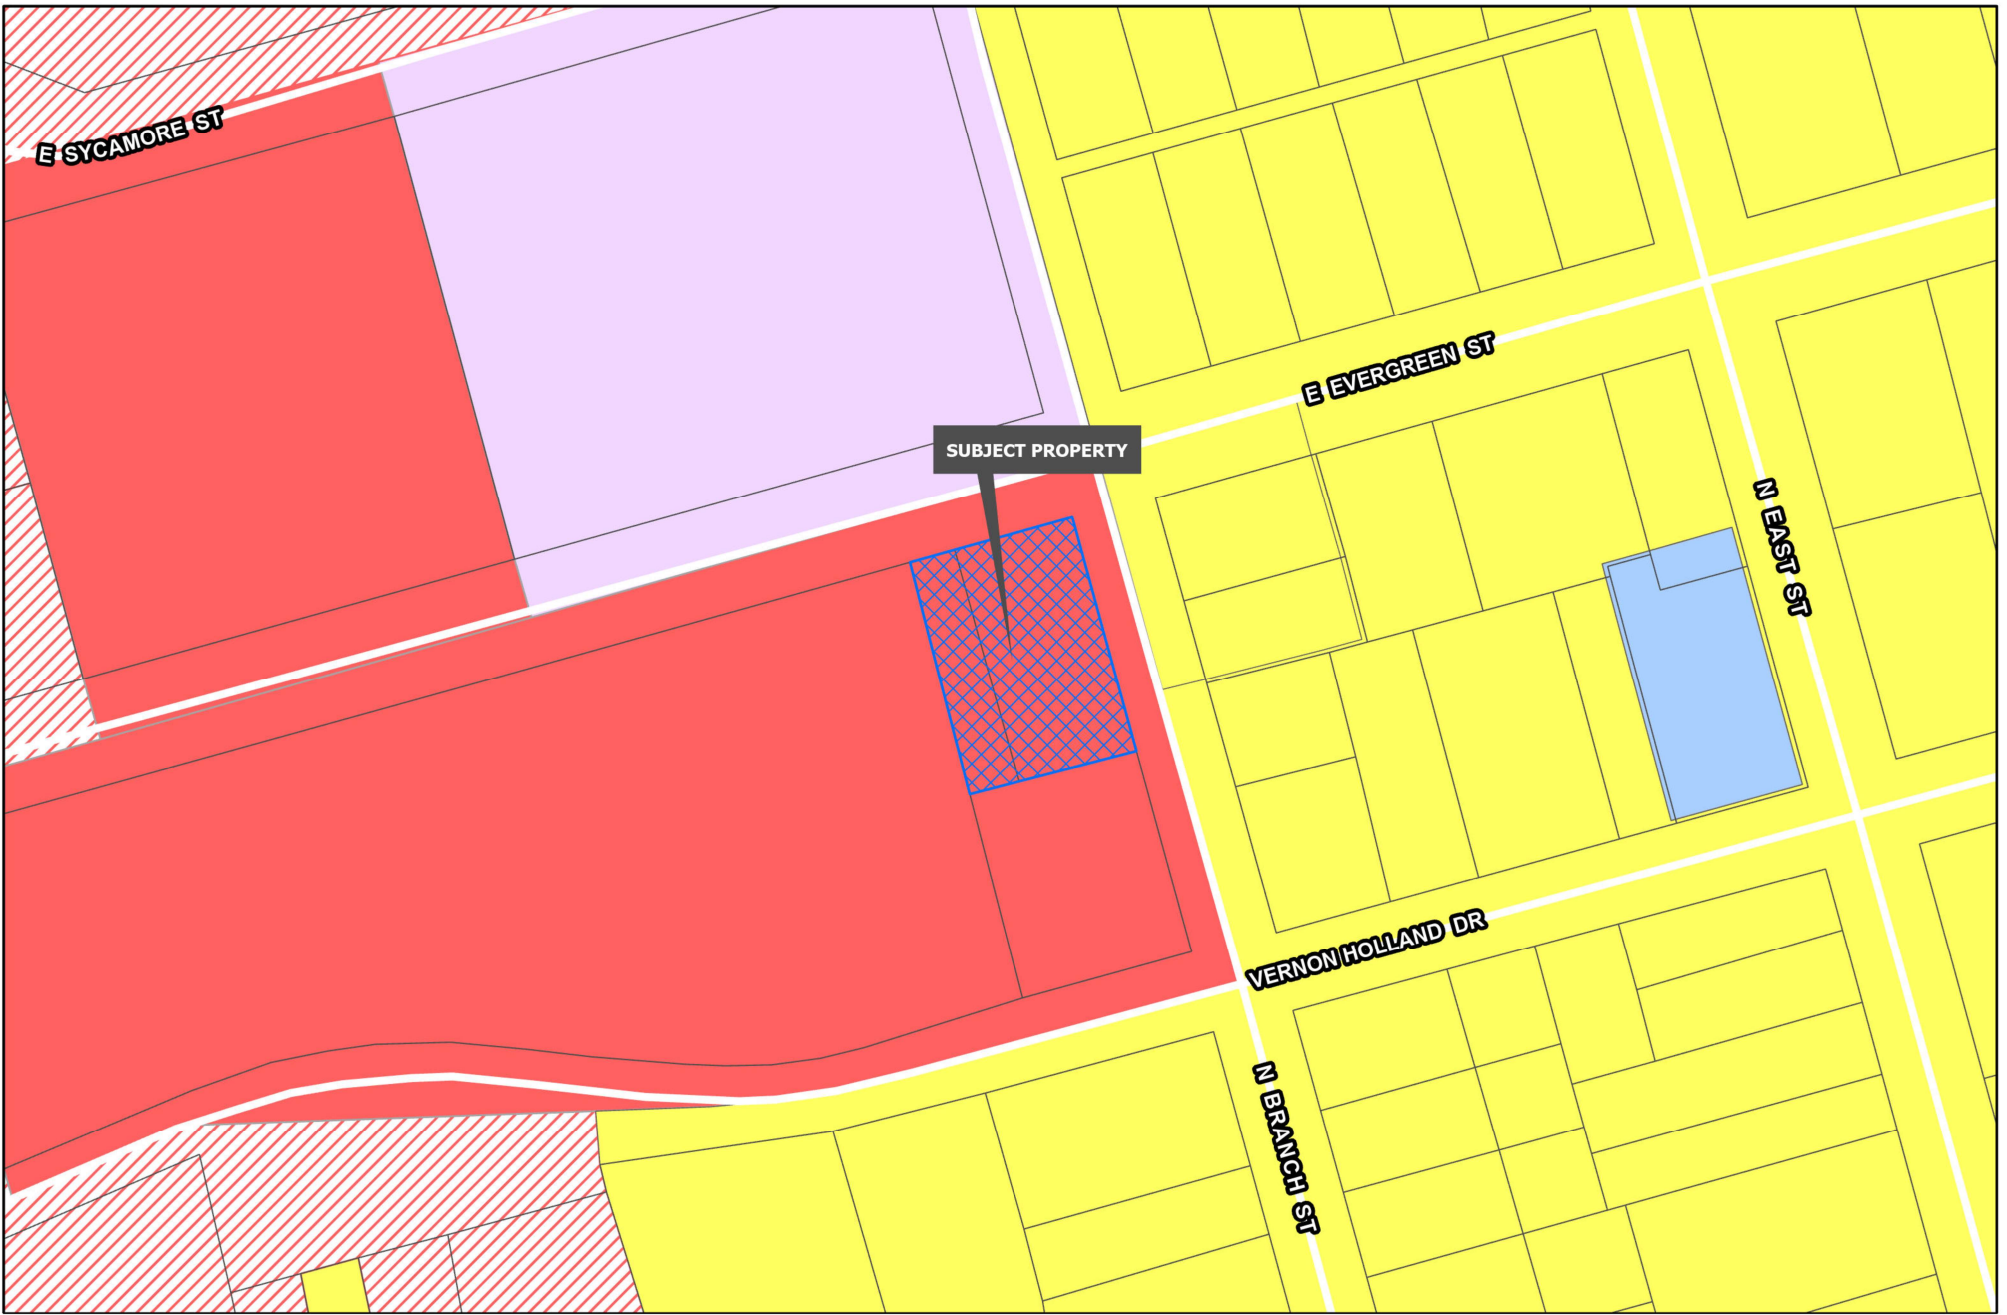 E SYCAMORE ST
E EVERGREEN ST
SUBJECT PROPERTY
N EAST ST
VERNON HOLLAND DR
N BRANCH ST